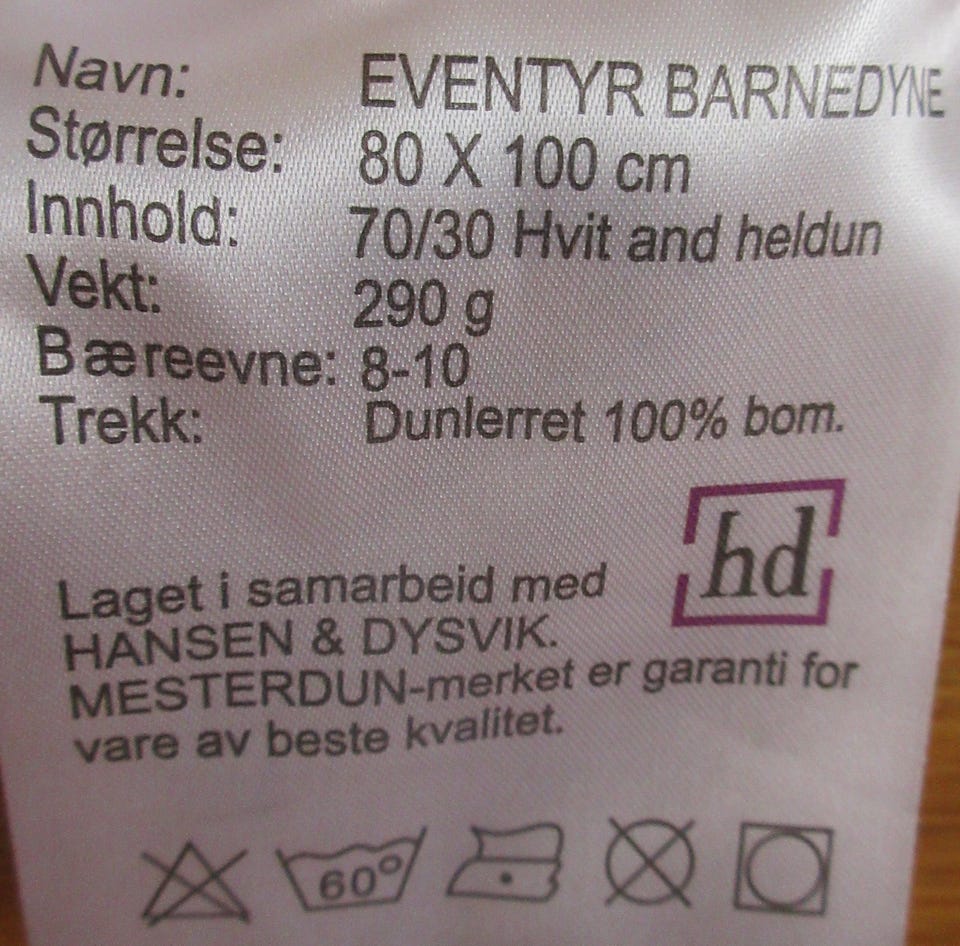 Navn: EVENTYR BARNEDYNE
Størrelse: 80 X 100 cm
Innhold: 70/30 Hvit and heldun
Vekt: 290 g
Bæreevne: 8-10
Trekk: Dunlerret 100% bom.
hd
Laget i samarbeid med
HANSEN & DYSVIK.
MESTERDUN-merket er garanti for
vare av beste kvalitet.
60°